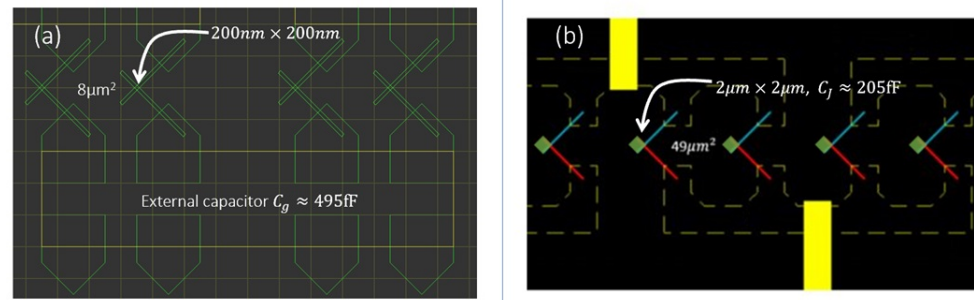 (a)
200nm × 200nm
8μm²
External capacitor C_g ≈ 495fF
(b)
2μm × 2μm, C_J ≈ 205fF
49μm²